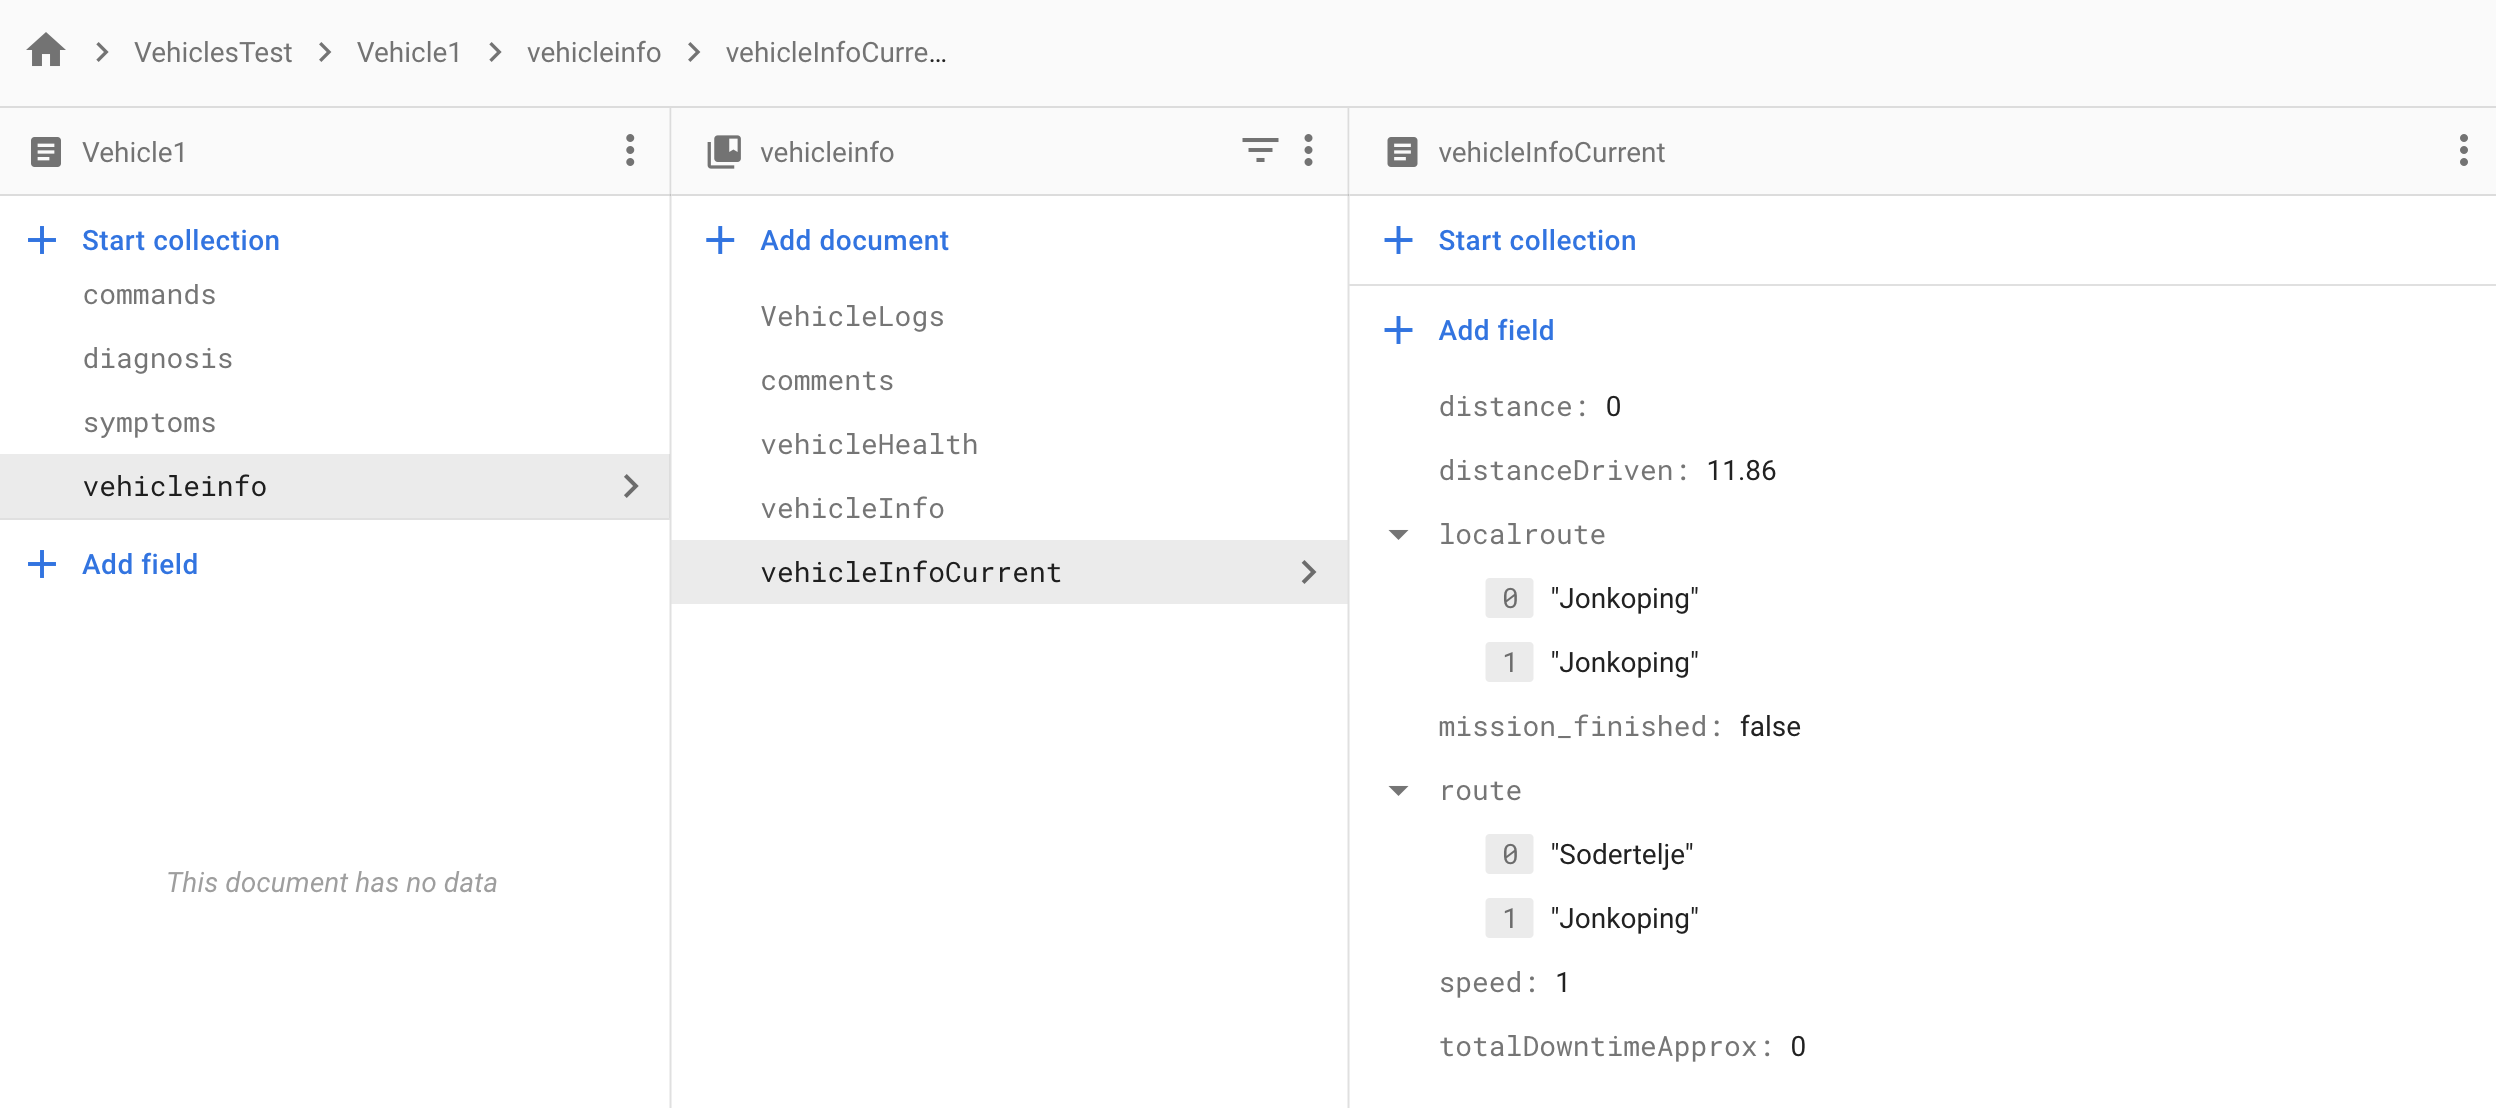 VehiclesTest Vehicle1 vehicleinfo vehicleInfoCurre...
Vehicle1
Start collection
commands
diagnosis
symptoms
vehicleinfo
Add field
This document has no data
vehicleinfo
Add document
VehicleLogs
comments
vehicleHealth
vehicleInfo
vehicleInfoCurrent
vehicleInfoCurrent
Start collection
Add field
distance: 0
distanceDriven: 11.86
localroute
0 "Jonkoping"
1 "Jonkoping"
mission_finished: false
route
0 "Sodertelje"
1 "Jonkoping"
speed: 1
totalDowntimeApprox: 0